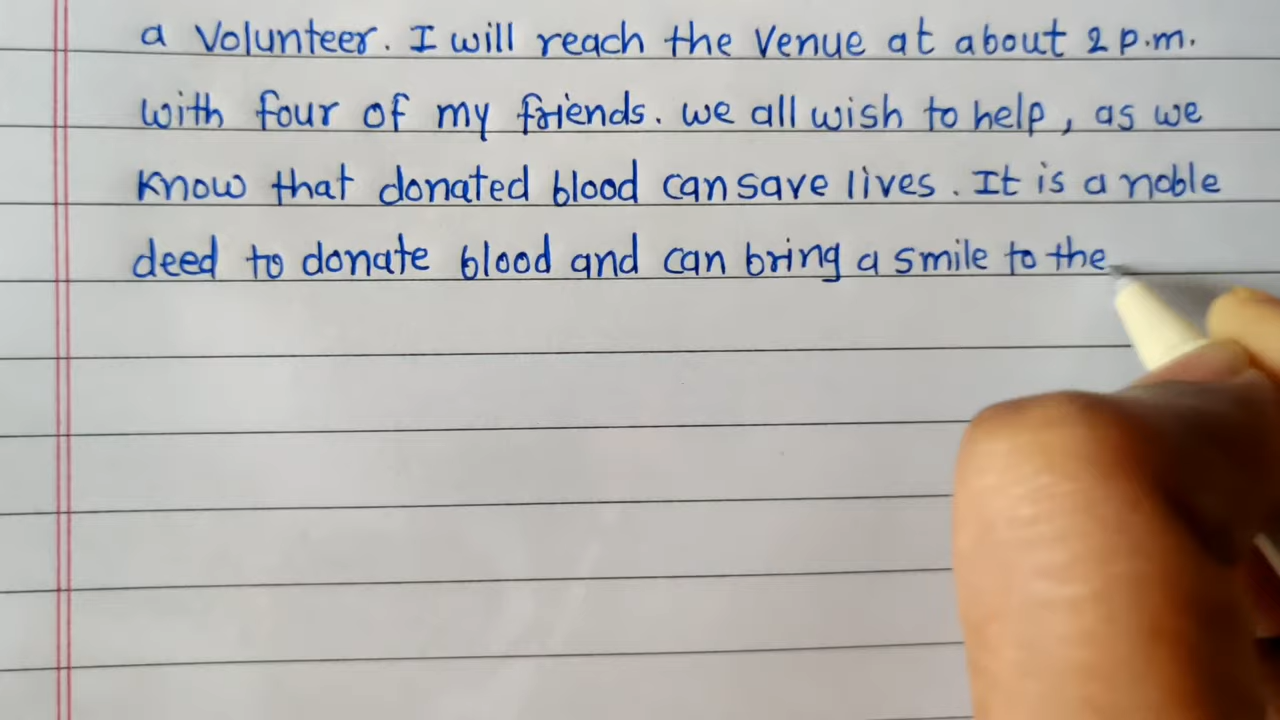 a Volunteer. I will reach the venue at about 2 p.m.
with four of my friends. we all wish to help, as we
know that donated blood can save lives. It is a noble
deed to donate blood and can bring a smile to the